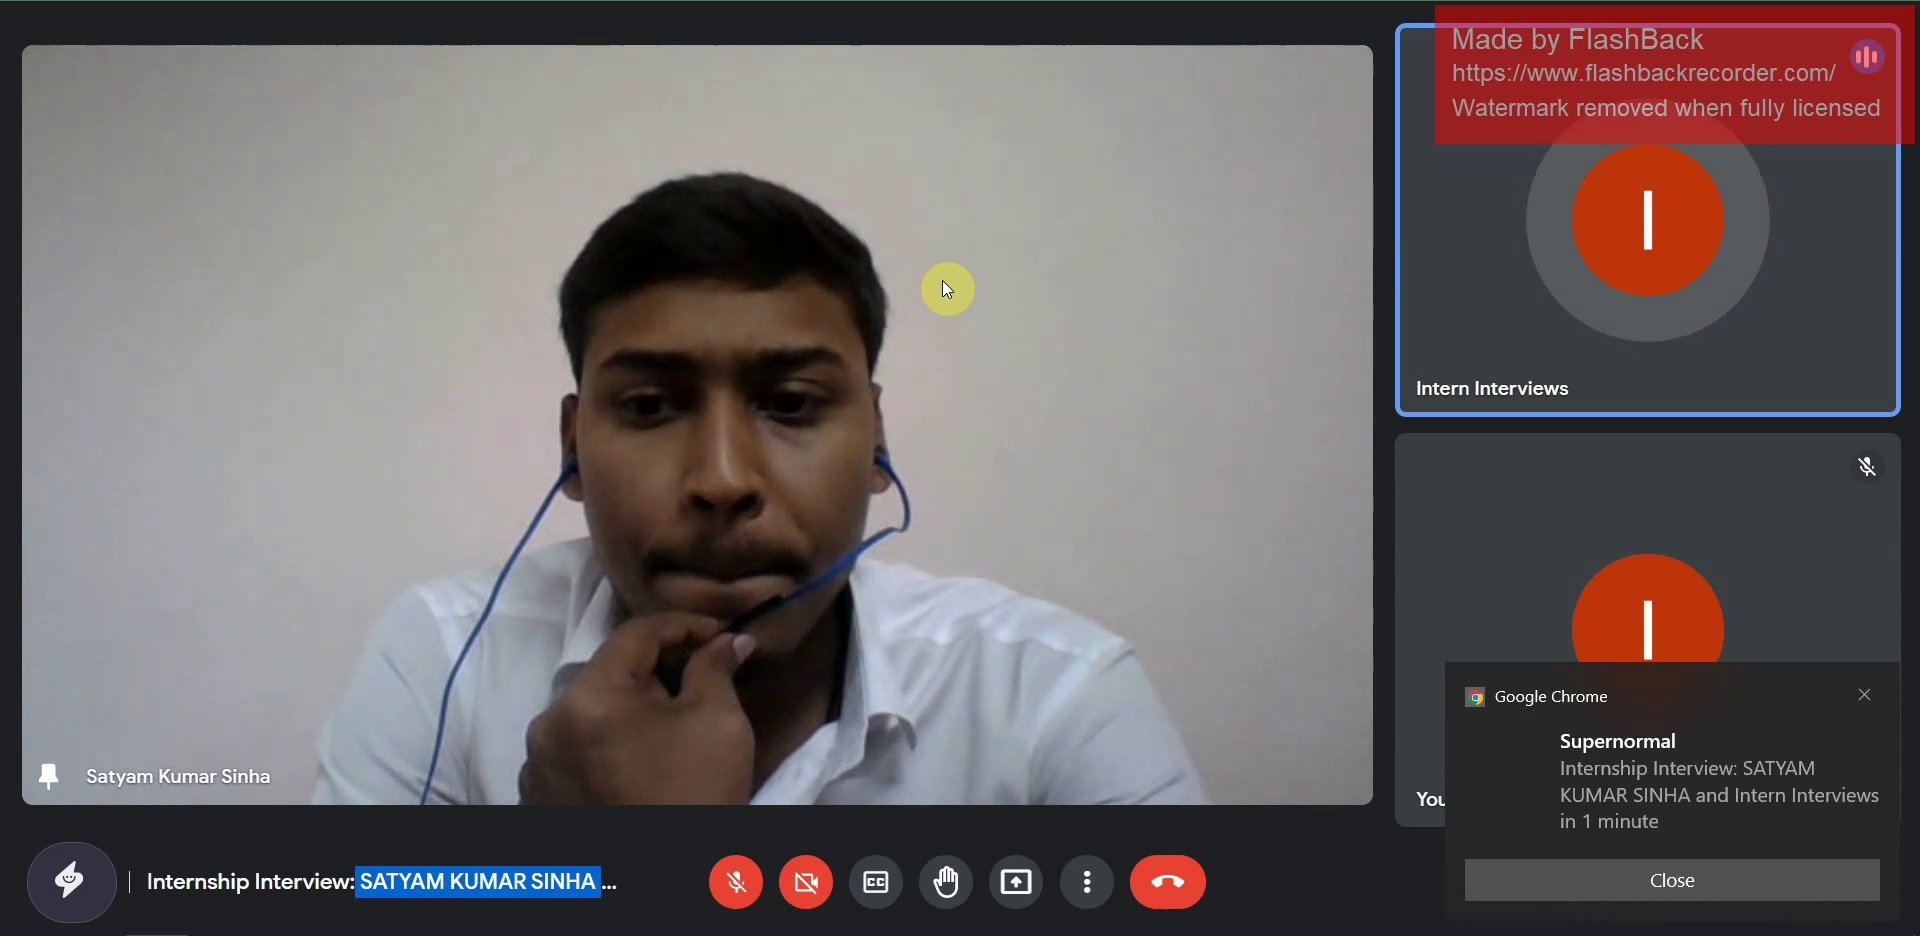 Made by FlashBack
https://www.flashbackrecorder.com/
Watermark removed when fully licensed
I
Intern Interviews
Satyam Kumar Sinha
I
Google Chrome
Supernormal
Internship Interview: SATYAM
KUMAR SINHA and Intern Interviews
in 1 minute
Close
Internship Interview: SATYAM KUMAR SINHA ...
CC